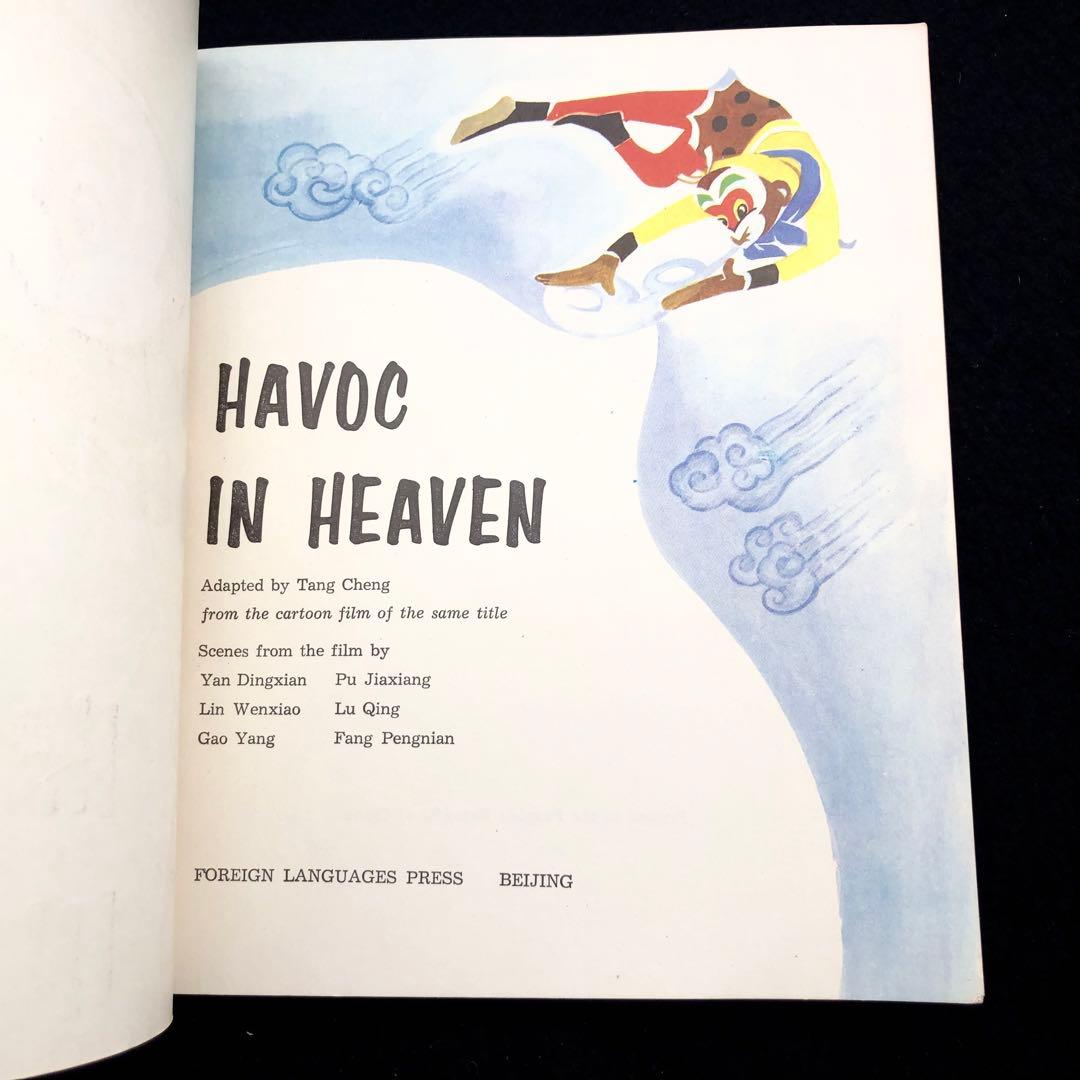 HAVOC
IN HEAVEN
Adapted by Tang Cheng
from the cartoon film of the same title
Scenes from the film by
Yan Dingxian Pu Jiaxiang
Lin Wenxiao Lu Qing
Gao Yang Fang Pengnian
FOREIGN LANGUAGES PRESS BEIJING